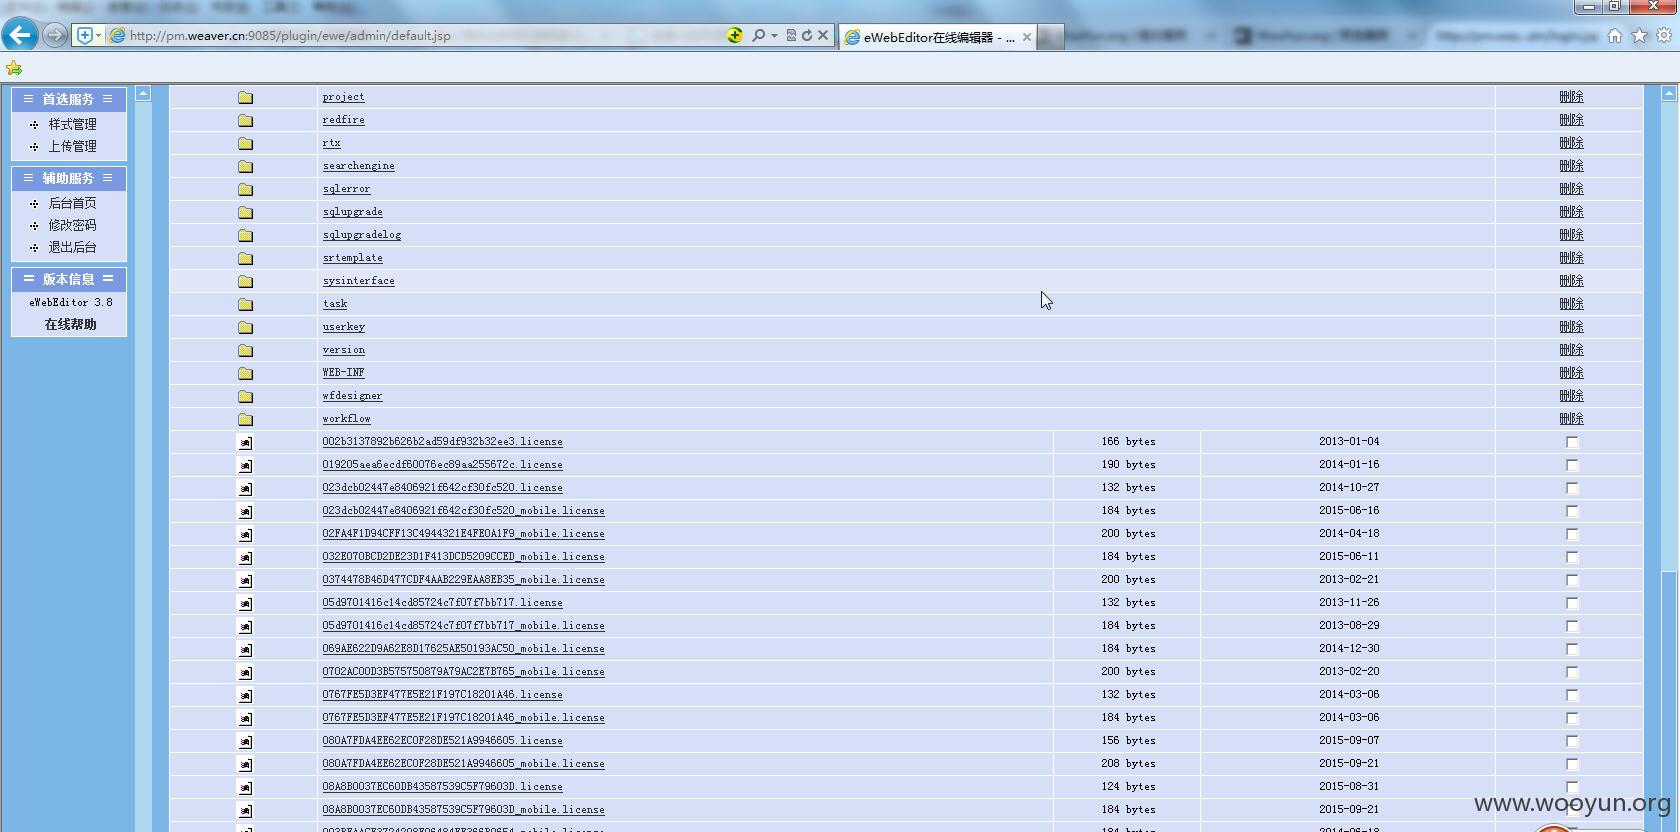 http://pm.weaver.cn:9085/plugin/ewe/admin/default.jsp
eWebEditor在线编辑器 - ...
首选服务
样式管理
上传管理
辅助服务
后台首页
修改密码
退出后台
版本信息
eWebEditor 3.8
在线帮助
project 删除
redfire 删除
rtx 删除
searchengine 删除
sqlerror 删除
sqlupgrade 删除
sqlupgradelog 删除
srtemplate 删除
sysinterface 删除
task 删除
userkey 删除
version 删除
WEB-INF 删除
wfdesigner 删除
workflow 删除
002b3137892b626b2ad59df932b32ee3.license 166 bytes 2013-01-04
019205aea6ecdf60076ec89aa255672c.license 190 bytes 2014-01-16
023dcb02447e8406921f642cf30fc520.license 132 bytes 2014-10-27
023dcb02447e8406921f642cf30fc520_mobile.license 184 bytes 2015-06-16
02FA4F1D94CFF13C4944321E4FE0A1F9_mobile.license 200 bytes 2014-04-18
032E070BCD2DE23D1F413DCD5209CCED_mobile.license 184 bytes 2015-06-11
0374478B46D477CDF4AAB229EAA8EB35_mobile.license 200 bytes 2013-02-21
05d9701416c14cd85724c7f07f7bb717.license 132 bytes 2013-11-26
05d9701416c14cd85724c7f07f7bb717_mobile.license 184 bytes 2013-08-29
069AE622D9A62E8D17625AE50193AC50_mobile.license 184 bytes 2014-12-30
0702AC00D3B575750879A79AC2E7B765_mobile.license 200 bytes 2013-02-20
0767FE5D3EF477E5E21F197C18201A46.license 132 bytes 2014-03-06
0767FE5D3EF477E5E21F197C18201A46_mobile.license 184 bytes 2014-03-06
080A7FDA4EE62EC0F28DE521A9946605.license 156 bytes 2015-09-07
080A7FDA4EE62EC0F28DE521A9946605_mobile.license 208 bytes 2015-09-21
08A8B0037EC60DB43587539C5F79603D.license 124 bytes 2015-08-31
08A8B0037EC60DB43587539C5F79603D_mobile.license 184 bytes 2015-09-21
www.wooyun.org